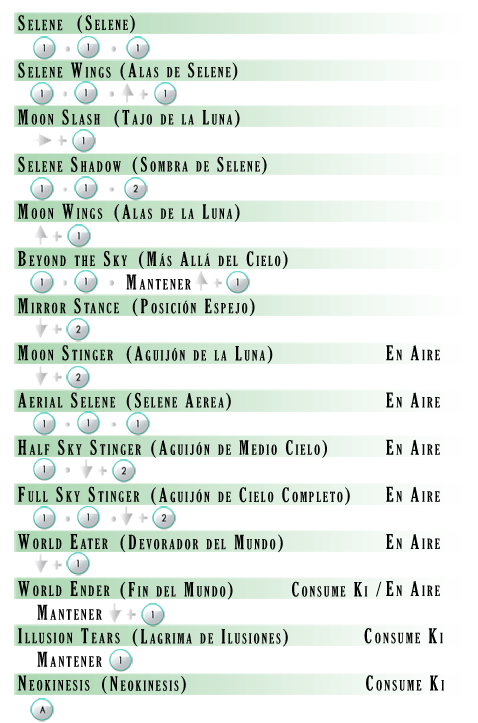 Selene (Selene)
1 1 1
Selene Wings (Alas de Selene)
1 1 + 1
Moon Slash (Tajo de la Luna)
+ 1
Selene Shadow (Sombra de Selene)
1 1 2
Moon Wings (Alas de la Luna)
+ 1
Beyond the Sky (Más Allá del Cielo)
1 1 Mantener + 1
Mirror Stance (Posición Espejo)
+ 2
Moon Stinger (Aguijón de la Luna) En Aire
+ 2
Aerial Selene (Selene Aerea) En Aire
1 1 1
Half Sky Stinger (Aguijón de Medio Cielo) En Aire
1 + 2
Full Sky Stinger (Aguijón de Cielo Completo) En Aire
1 1 + 2
World Eater (Devorador del Mundo) En Aire
+ 1
World Ender (Fin del Mundo) Consume Ki / En Aire
Mantener + 1
Illusion Tears (Lagrima de Ilusiones) Consume Ki
Mantener 1
Neokinesis (Neokinesis) Consume Ki
A